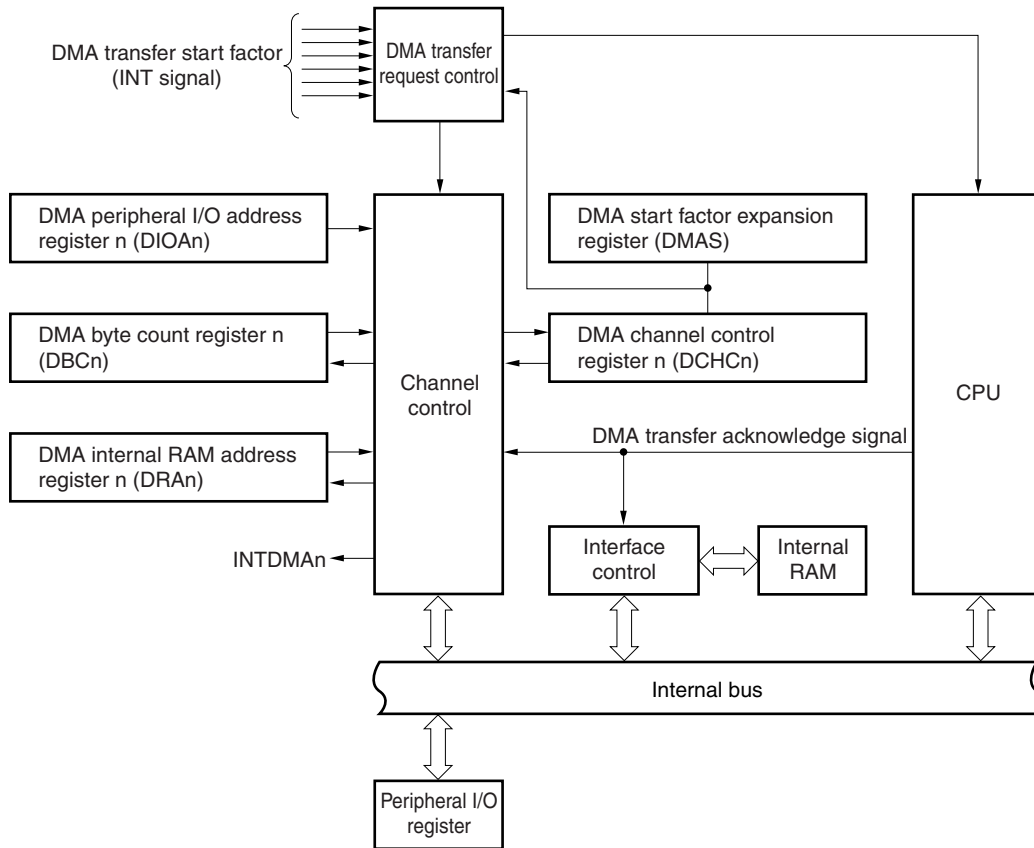 DMA transfer start factor
(INT signal)
DMA transfer
request control
DMA peripheral I/O address
register n (DIOAn)
DMA start factor expansion
register (DMAS)
DMA byte count register n
(DBCn)
DMA channel control
register n (DCHCn)
Channel
control
CPU
DMA internal RAM address
register n (DRAn)
DMA transfer acknowledge signal
INTDMAn
Interface
control
Internal
RAM
Internal bus
Peripheral I/O
register